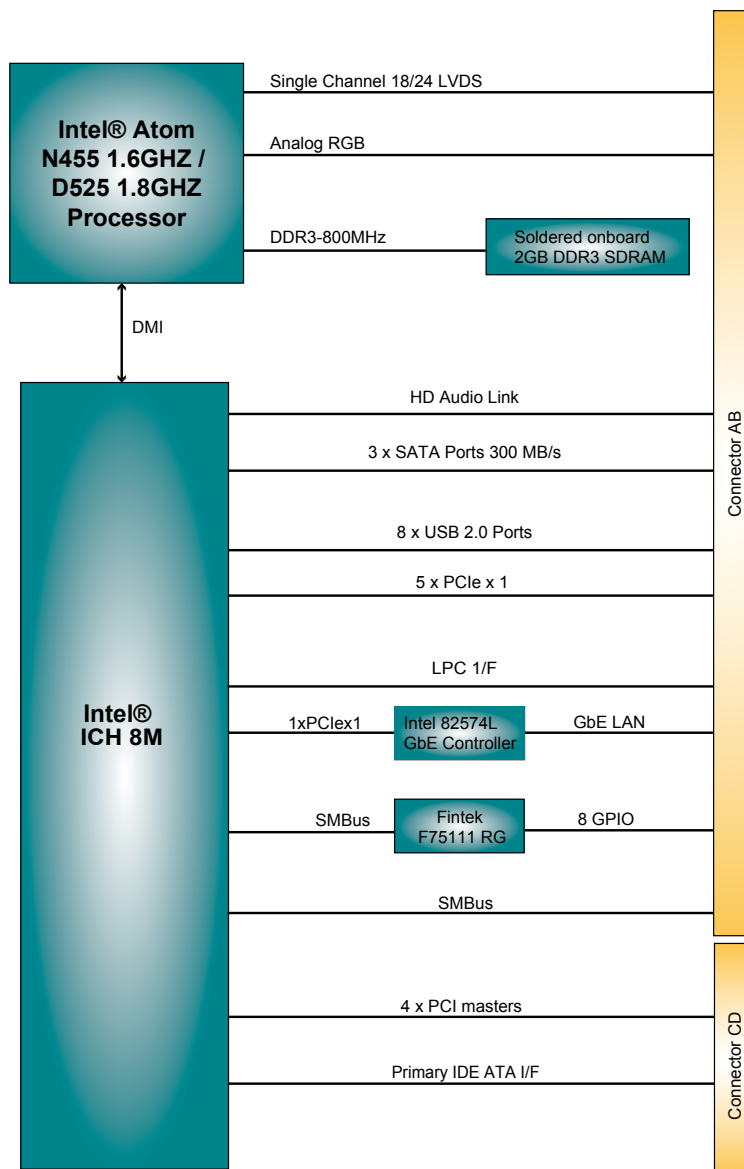 Single Channel 18/24 LVDS
Intel® Atom
N455 1.6GHZ /
D525 1.8GHZ
Processor
Analog RGB
DDR3-800MHz
Soldered onboard
2GB DDR3 SDRAM
DMI
HD Audio Link
3 x SATA Ports 300 MB/s
Connector AB
8 x USB 2.0 Ports
5 x PCIe x 1
LPC 1/F
Intel®
ICH 8M
1xPCIex1
Intel 82574L
GbE Controller
GbE LAN
SMBus
Fintek
F75111 RG
8 GPIO
SMBus
4 x PCI masters
Connector CD
Primary IDE ATA I/F